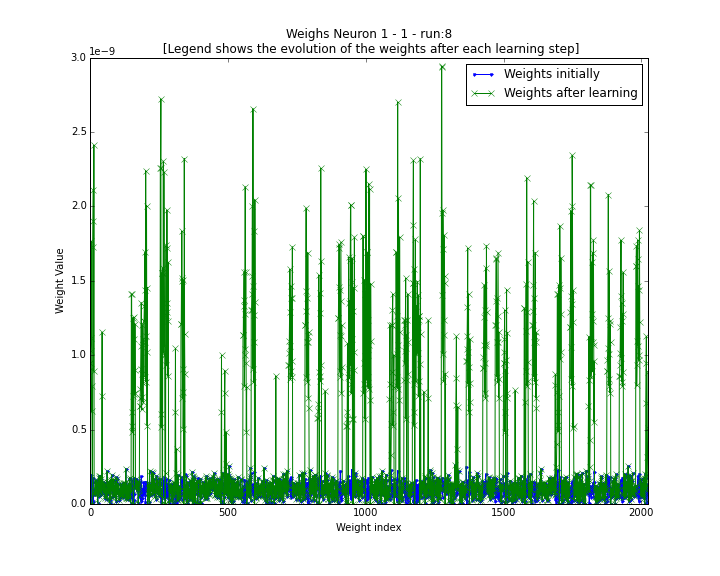 Weighs Neuron 1 - 1 - run:8
[Legend shows the evolution of the weights after each learning step]
1e−9
Weights initially
Weights after learning
3.0
2.5
2.0
1.5
1.0
0.5
0.0
Weight Value
0 500 1000 1500 2000
Weight index